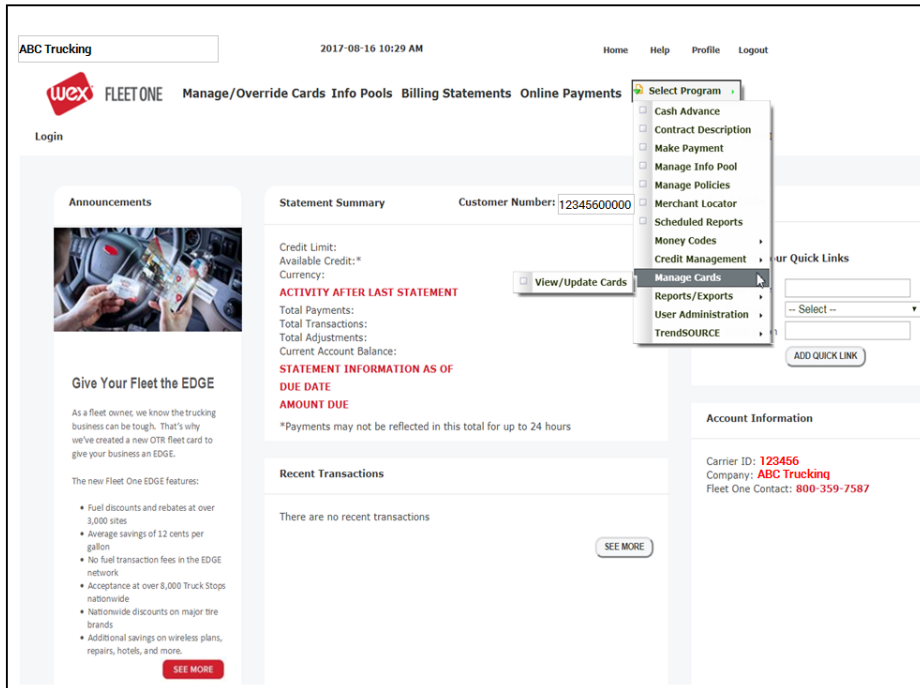 ABC Trucking
2017-08-16 10:29 AM
Home Help Profile Logout
wex FLEET ONE
Manage/Override Cards Info Pools Billing Statements Online Payments Select Program
Login
Cash Advance
Contract Description
Make Payment
Manage Info Pool
Manage Policies
Merchant Locator
Scheduled Reports
Money Codes
Credit Management
Manage Cards
Reports/Exports
User Administration
TrendSOURCE
View/Update Cards
Announcements
Give Your Fleet the EDGE
As a fleet owner, we know the trucking
business can be tough. That's why
we've created a new OTR fleet card to
give your business an EDGE.
The new Fleet One EDGE features:
• Fuel discounts and rebates at over
3,000 sites
• Average savings of 12 cents per
gallon
• No fuel transaction fees in the EDGE
network
• Acceptance at over 8,000 Truck Stops
nationwide
• Nationwide discounts on major tire
brands
• Additional savings on wireless plans,
repairs, hotels, and more.
SEE MORE
Statement Summary
Customer Number: 12345600000
Credit Limit:
Available Credit:*
Currency:
ACTIVITY AFTER LAST STATEMENT
Total Payments:
Total Transactions:
Total Adjustments:
Current Account Balance:
STATEMENT INFORMATION AS OF
DUE DATE
AMOUNT DUE
*Payments may not be reflected in this total for up to 24 hours
Recent Transactions
There are no recent transactions
SEE MORE
Quick Links
-- Select --
ADD QUICK LINK
Account Information
Carrier ID: 123456
Company: ABC Trucking
Fleet One Contact: 800-359-7587